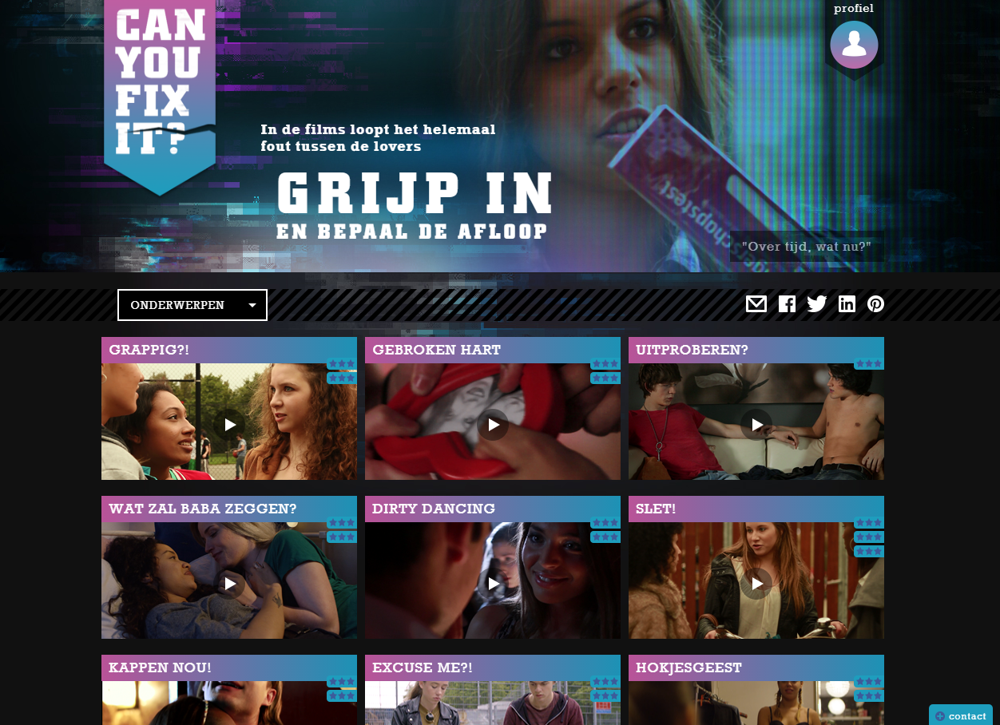 CAN
YOU
FIX
IT?
profiel
In de films loopt het helemaal
fout tussen de lovers
GRIJP IN
EN BEPAAL DE AFLOOP
"Over tijd, wat nu?"
ONDERWERPEN
GRAPPIG?!
GEBROKEN HART
UITPROBEREN?
WAT ZAL BABA ZEGGEN?
DIRTY DANCING
SLET!
KAPPEN NOU!
EXCUSE ME?!
HOKJESGEEST
contact